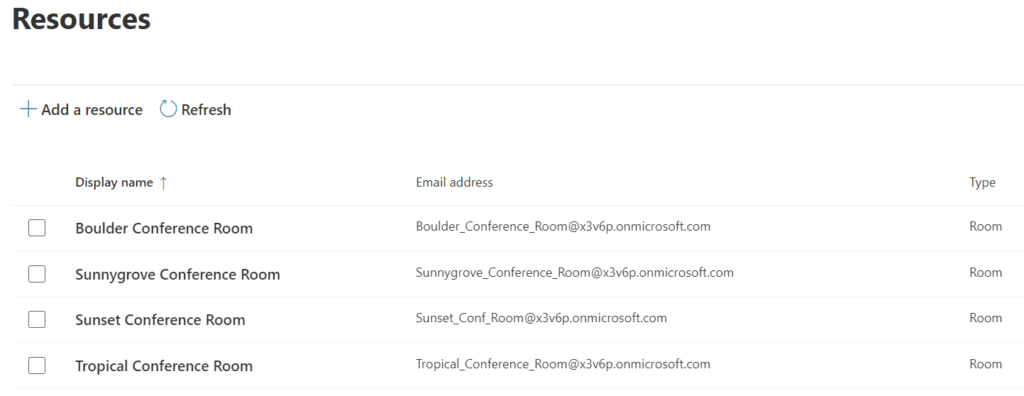 Resources
Add a resource Refresh
Display name ↑ Email address Type
Boulder Conference Room Boulder_Conference_Room@x3v6p.onmicrosoft.com Room
Sunnygrove Conference Room Sunnygrove_Conference_Room@x3v6p.onmicrosoft.com Room
Sunset Conference Room Sunset_Conf_Room@x3v6p.onmicrosoft.com Room
Tropical Conference Room Tropical_Conference_Room@x3v6p.onmicrosoft.com Room